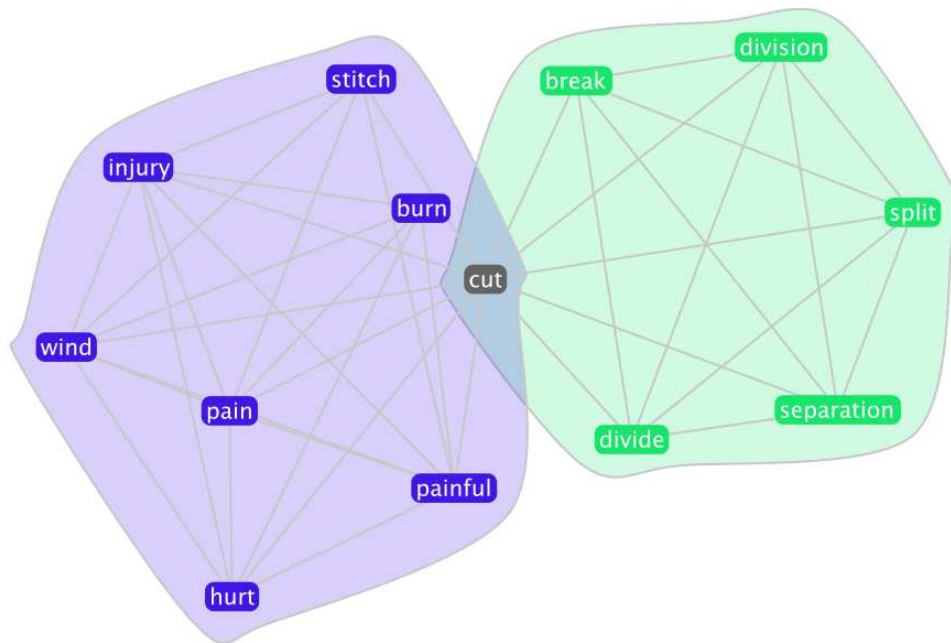 stitch
injury
burn
wind
pain
painful
hurt
cut
division
break
split
separation
divide